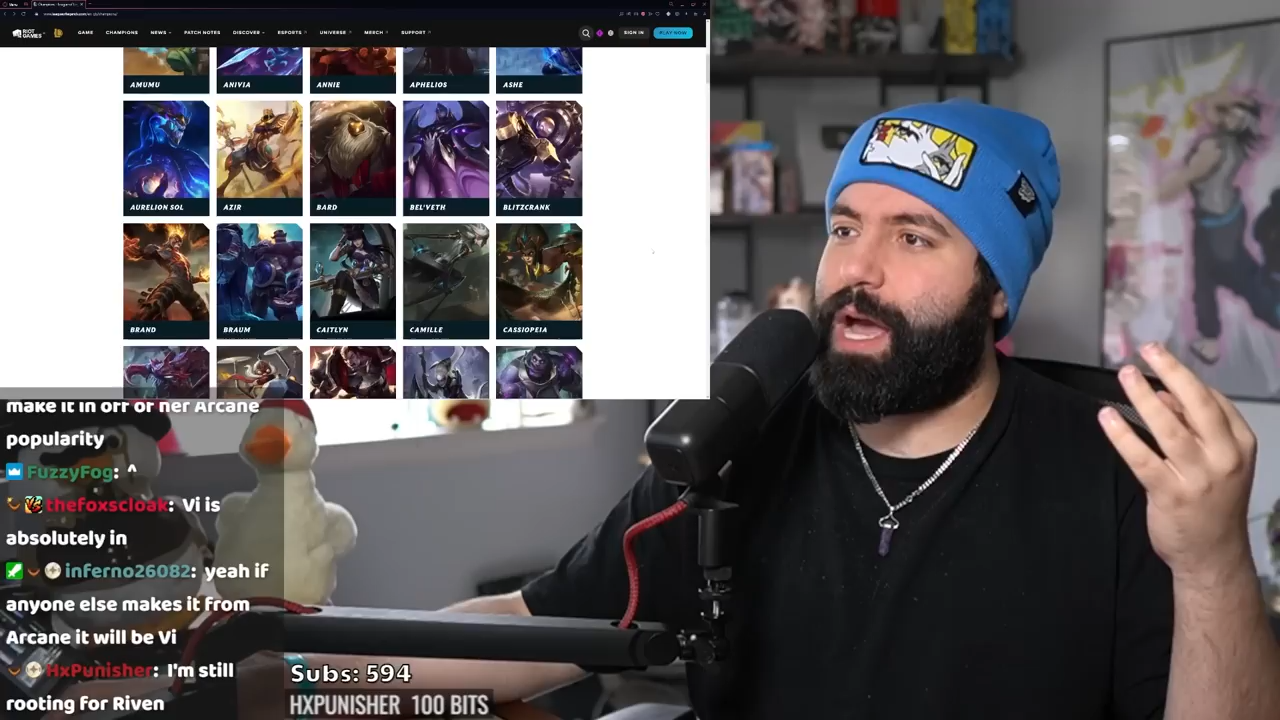 RIOT GAMES
GAME
CHAMPIONS
NEWS
PATCH NOTES
DISCOVER
ESPORTS
UNIVERSE
MERCH
SUPPORT
SIGN IN
PLAY NOW
AMUMU
ANIVIA
ANNIE
APHELIOS
ASHE
AURELION SOL
AZIR
BARD
BEL'VETH
BLITZCRANK
BRAND
BRAUM
CAITLYN
CAMILLE
CASSIOPEIA
make it in off of her Arcane
popularity
FuzzyFog: ^
thefoxscloak: Vi is
absolutely in
inferno26082: yeah if
anyone else makes it from
Arcane it will be Vi
HxPunisher: I'm still
rooting for Riven
Subs: 594
HXPUNISHER 100 BITS